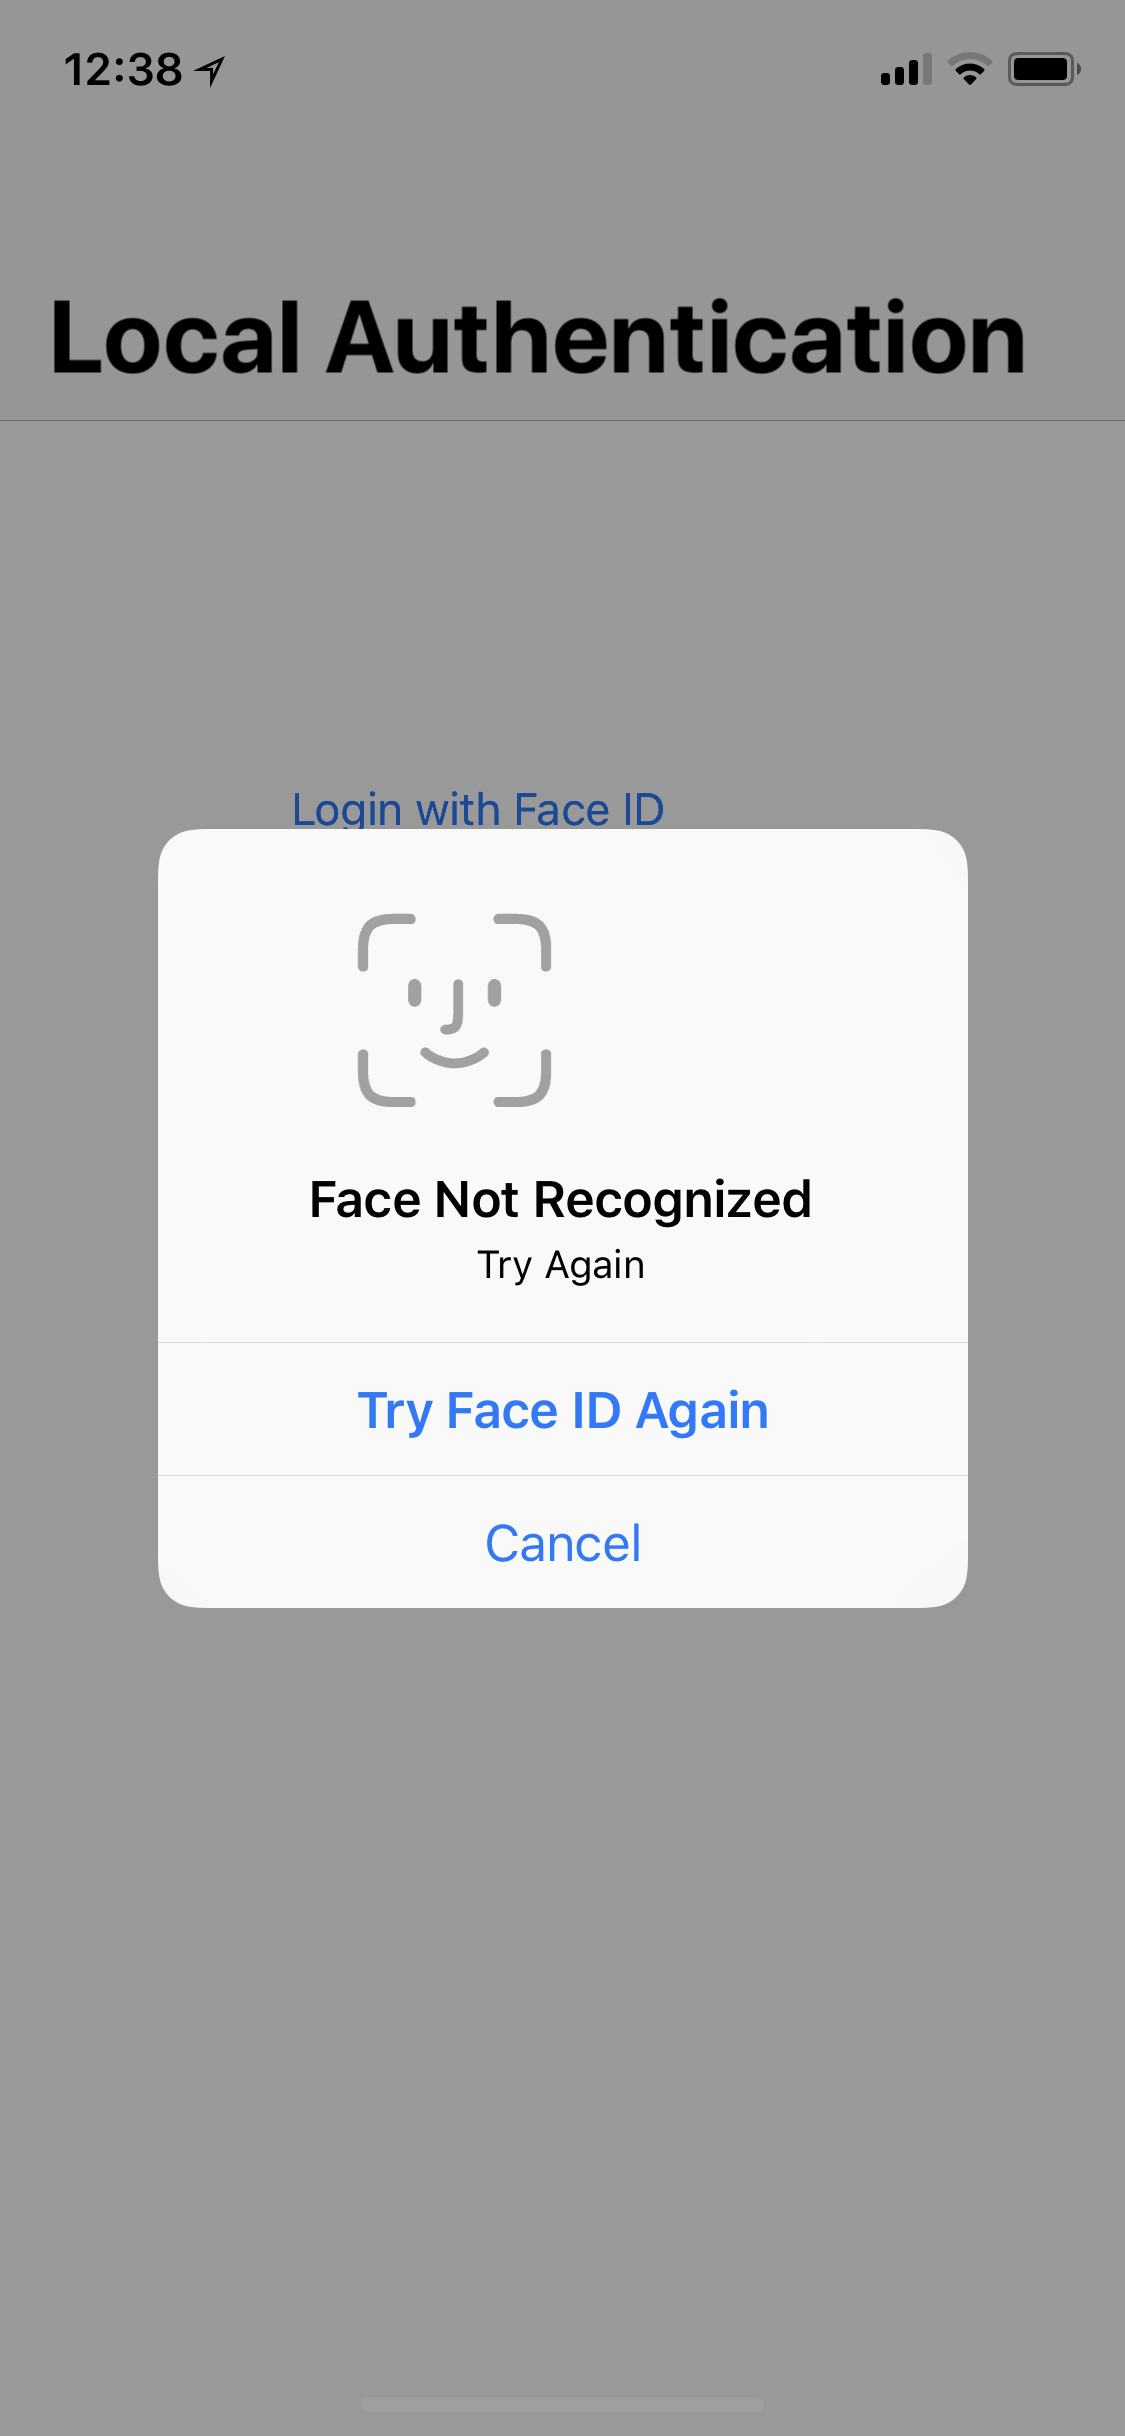 12:38
Local Authentication
Login with Face ID
Face Not Recognized
Try Again
Try Face ID Again
Cancel